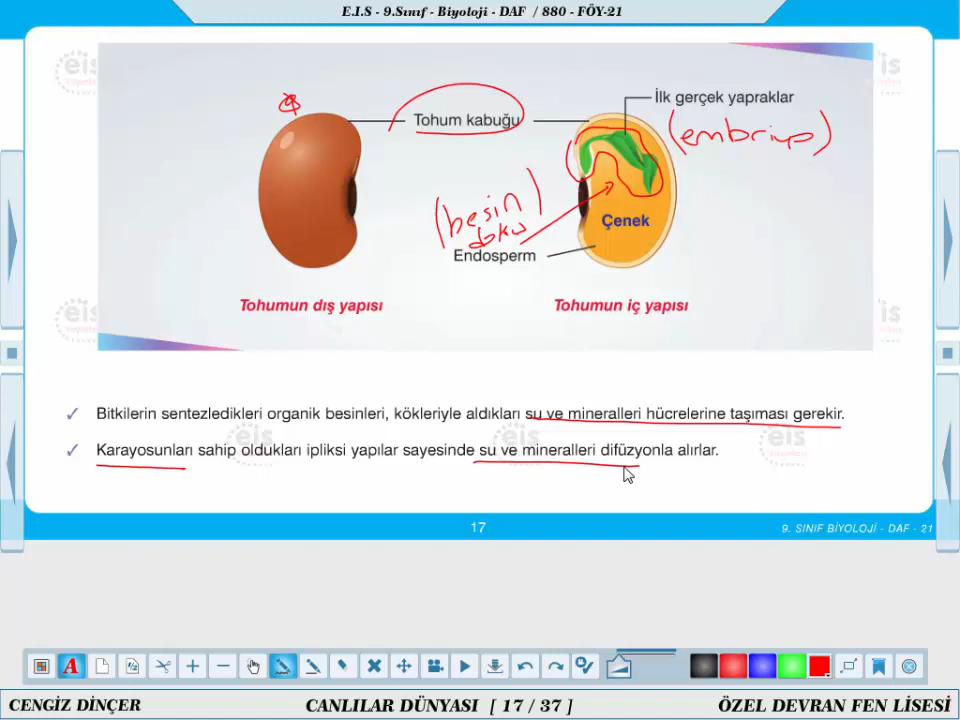 E.I.S - 9.Sınıf - Biyoloji - DAF / 880 - FÖY-21
eis
İlk gerçek yapraklar
Tohum kabuğu
(embriyo)
(besin
doku)
Çenek
Endosperm
Tohumun dış yapısı
Tohumun iç yapısı
✓ Bitkilerin sentezledikleri organik besinleri, kökleriyle aldıkları su ve mineralleri hücrelerine taşıması gerekir.
✓ Karayosunları sahip oldukları ipliksi yapılar sayesinde su ve mineralleri difüzyonla alırlar.
17
9. SINIF BİYOLOJİ - DAF - 21
A
CENGİZ DİNÇER
CANLILAR DÜNYASI [ 17 / 37 ]
ÖZEL DEVRAN FEN LİSESİ